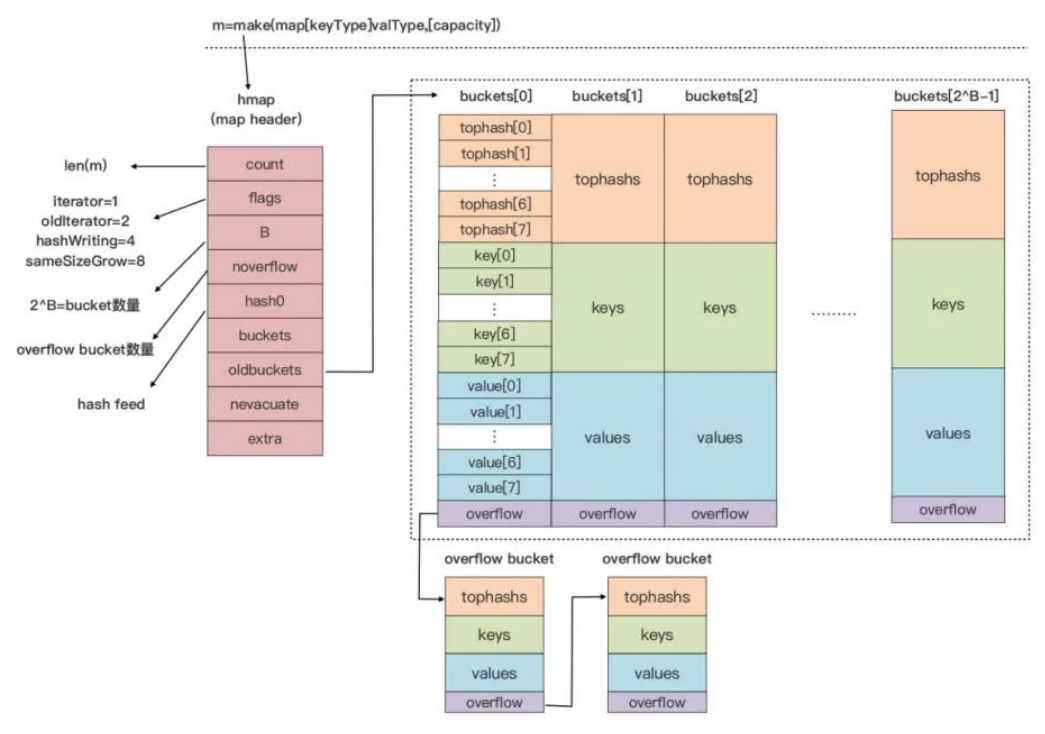 m=make(map[keyType]valType,[capacity])
hmap
(map header)
count
flags
B
noverflow
hash0
buckets
oldbuckets
nevacuate
extra
len(m)
iterator=1
oldIterator=2
hashWriting=4
sameSizeGrow=8
2^B=bucket数量
overflow bucket数量
hash feed
buckets[0]
buckets[1]
buckets[2]
buckets[2^B-1]
tophash[0]
tophash[1]
⋮
tophash[6]
tophash[7]
key[0]
key[1]
⋮
key[6]
key[7]
value[0]
value[1]
⋮
value[6]
value[7]
overflow
tophashs
keys
values
overflow
tophashs
keys
values
overflow
.........
tophashs
keys
values
overflow
overflow bucket
tophashs
keys
values
overflow
overflow bucket
tophashs
keys
values
overflow